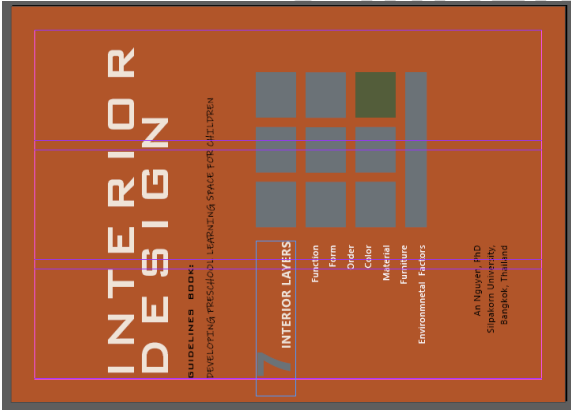 INTERIOR
DESIGN
GUIDELINES BOOK:
DEVELOPING PRESCHOOL LEARNING SPACE FOR CHILDREN
7 INTERIOR LAYERS
Function
Form
Order
Color
Material
Furniture
Environmnetal Factors
An Nguyer, PhD
Silpakorn University,
Bangkok, Thailand